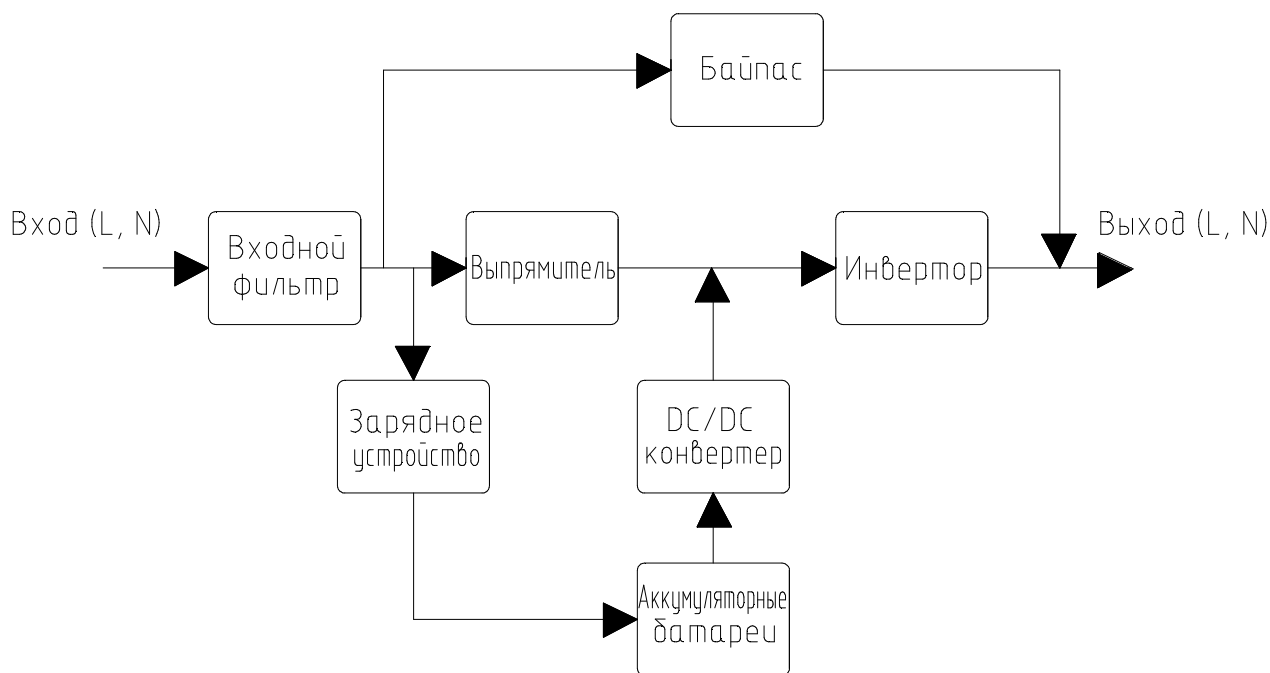 Байпас
Вход (L, N)
Входной
фильтр
Выпрямитель
Инвертор
Выход (L, N)
Зарядное
устройство
DC/DC
конвертер
Аккумуляторные
батареи